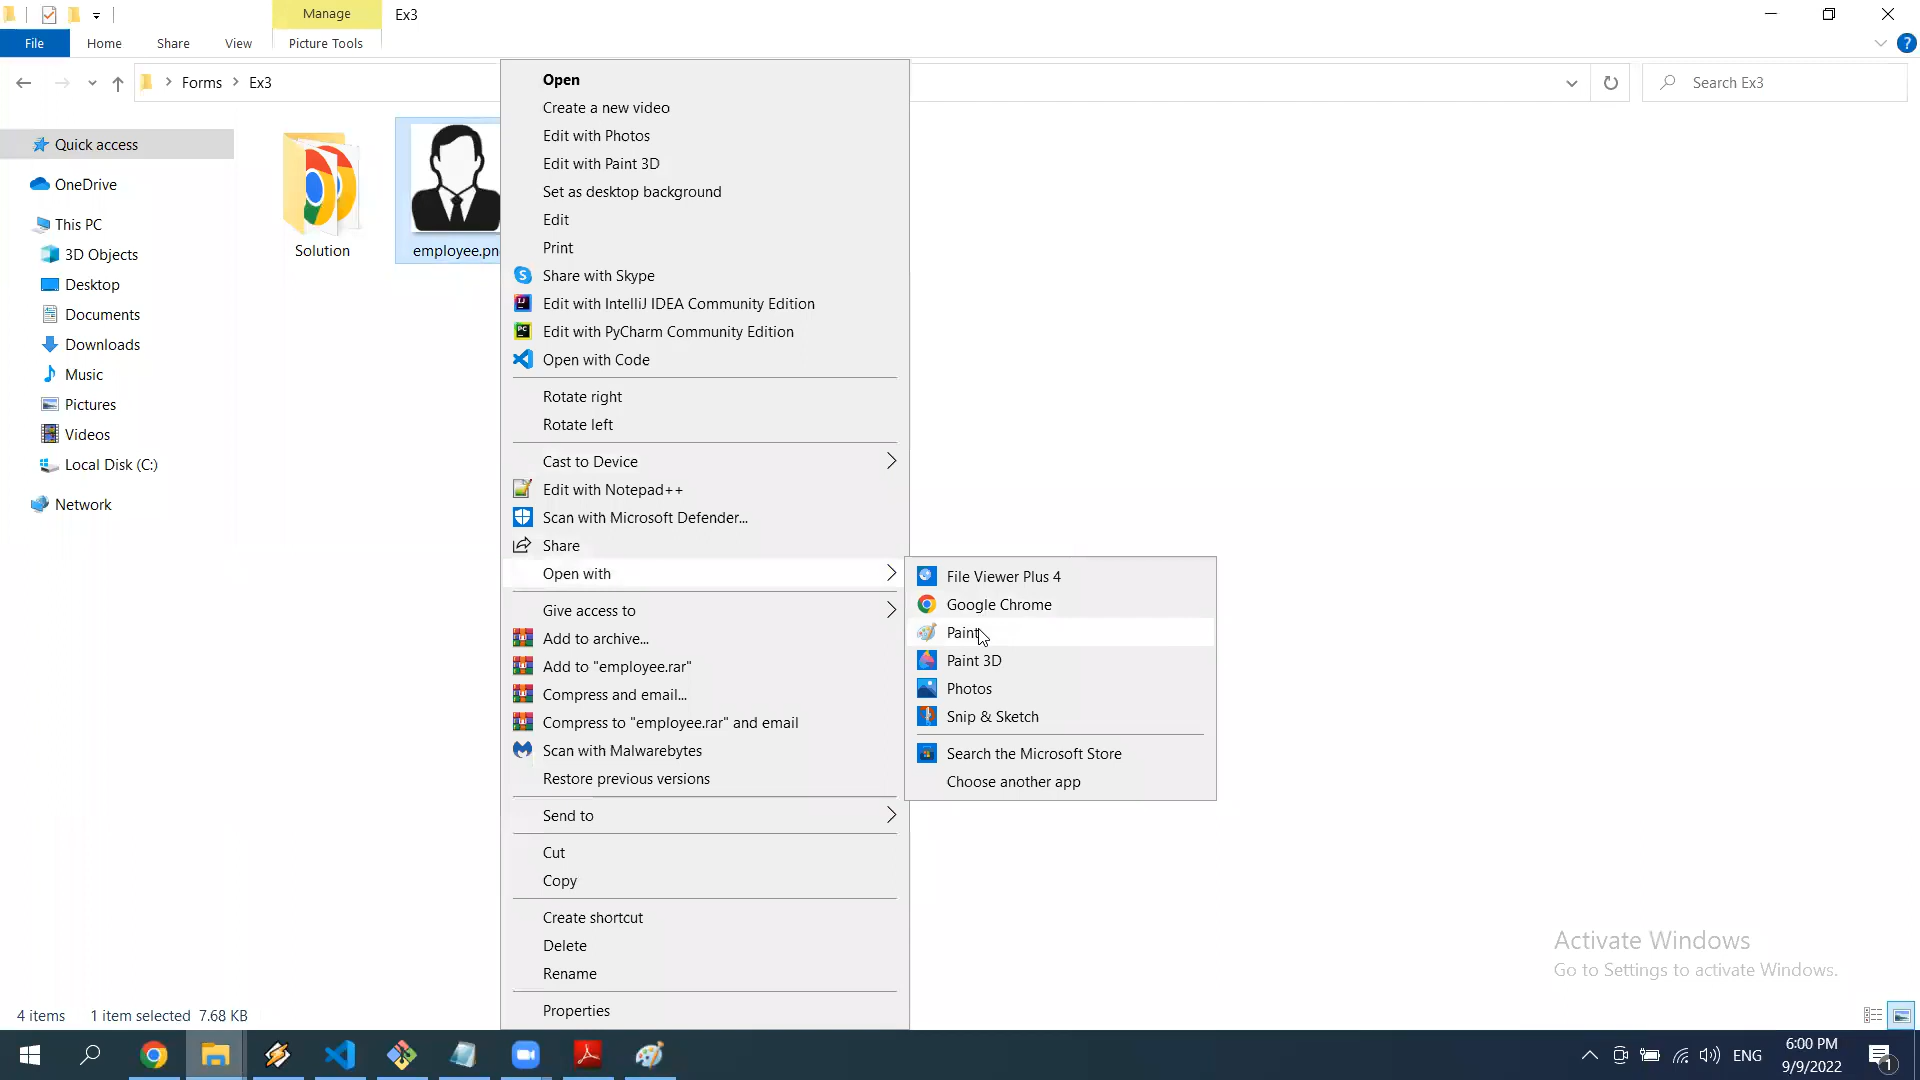 Manage
Ex3
File
Home
Share
View
Picture Tools
Forms
Ex3
Search Ex3
Quick access
OneDrive
This PC
3D Objects
Desktop
Documents
Downloads
Music
Pictures
Videos
Local Disk (C:)
Network
Solution
employee.pn
Open
Create a new video
Edit with Photos
Edit with Paint 3D
Set as desktop background
Edit
Print
Share with Skype
Edit with IntelliJ IDEA Community Edition
Edit with PyCharm Community Edition
Open with Code
Rotate right
Rotate left
Cast to Device
Edit with Notepad++
Scan with Microsoft Defender...
Share
Open with
Give access to
Add to archive...
Add to "employee.rar"
Compress and email...
Compress to "employee.rar" and email
Scan with Malwarebytes
Restore previous versions
Send to
Cut
Copy
Create shortcut
Delete
Rename
Properties
File Viewer Plus 4
Google Chrome
Paint
Paint 3D
Photos
Snip & Sketch
Search the Microsoft Store
Choose another app
Activate Windows
Go to Settings to activate Windows.
4 items
1 item selected 7.68 KB
ENG
6:00 PM
9/9/2022
1